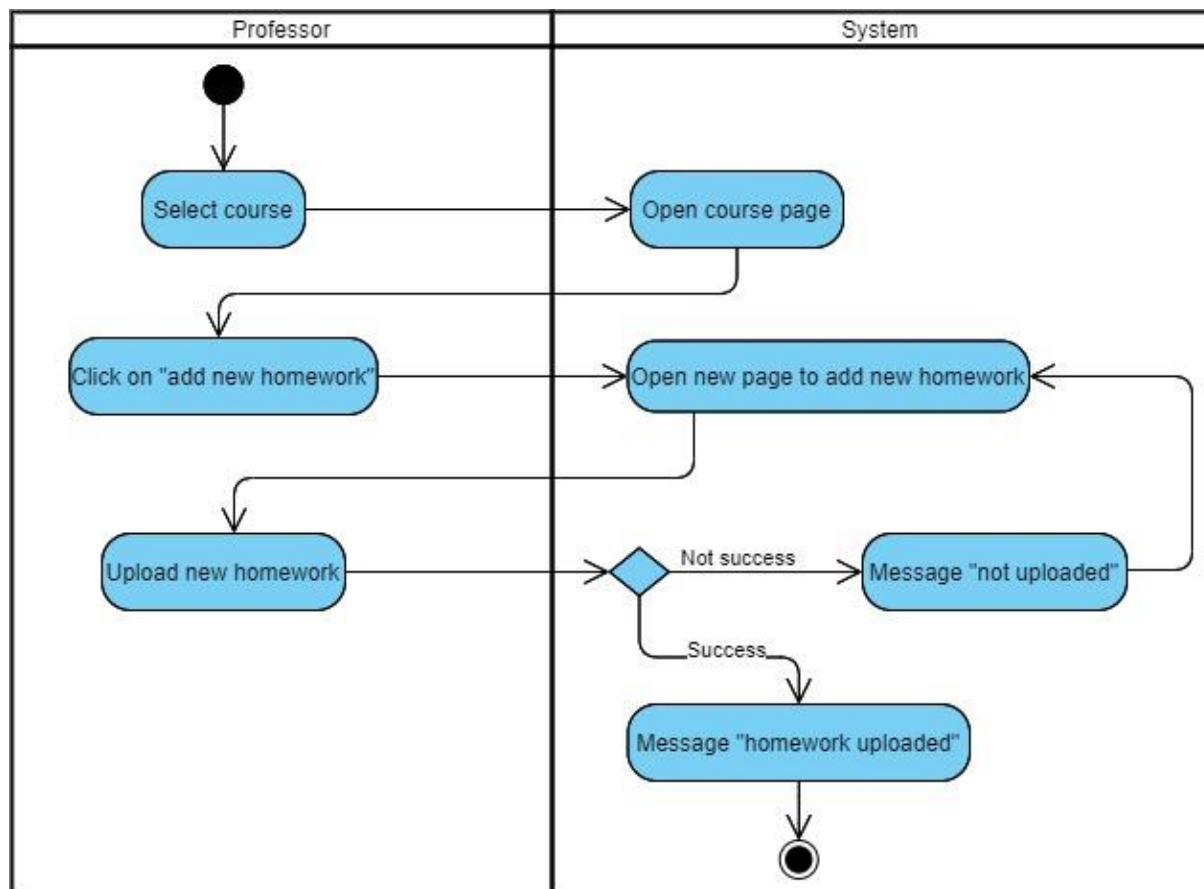 Professor
System
Select course
Open course page
Click on "add new homework"
Open new page to add new homework
Upload new homework
Not success
Message "not uploaded"
Success
Message "homework uploaded"